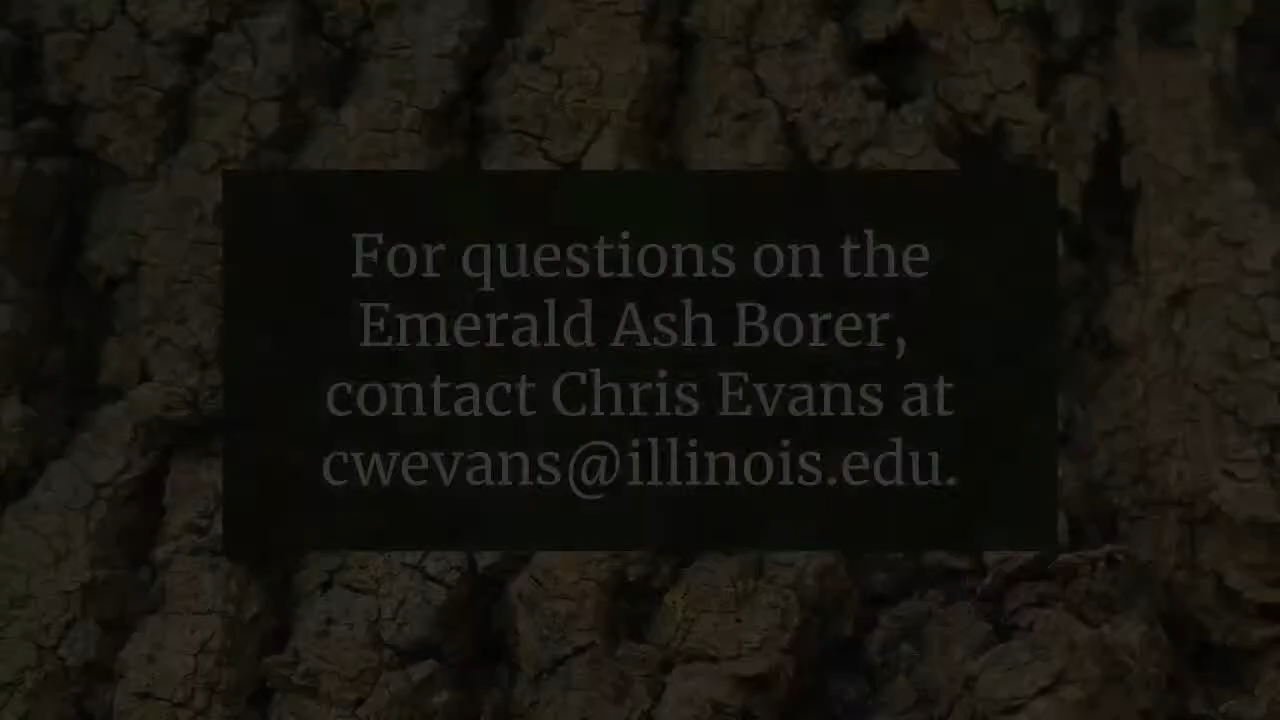 For questions on the
Emerald Ash Borer,
contact Chris Evans at
cwevans@illinois.edu.